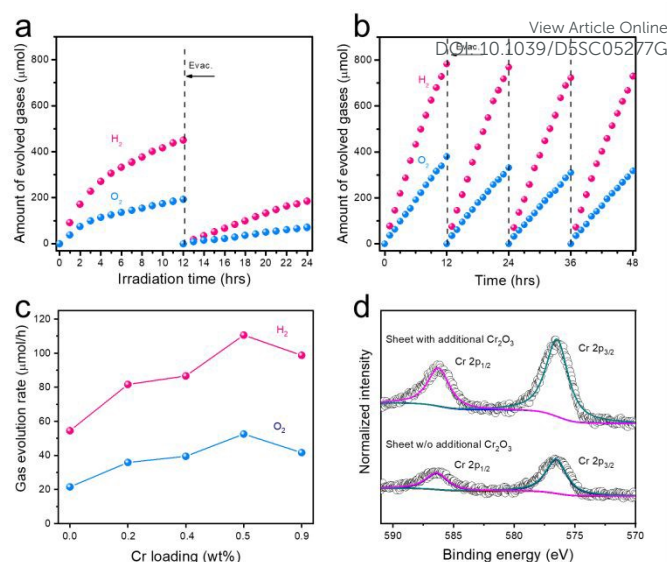 View Article Online
DOI: 10.1039/D5SC05277G
a
Amount of evolved gases (μmol)
800
600
400
200
0
Evac.
H2
O2
0 2 4 6 8 10 12 14 16 18 20 22 24
Irradiation time (hrs)
b
Amount of evolved gases (μmol)
800
600
400
200
0
Evac.
H2
O2
0 12 24 36 48
Time (hrs)
c
Gas evolution rate (μmol/h)
140
120
100
80
60
40
20
0
H2
O2
0.0 0.2 0.4 0.5 0.9
Cr loading (wt%)
d
Normalized intensity
Sheet with additional Cr2O3
Cr 2p1/2
Cr 2p3/2
Sheet w/o additional Cr2O3
Cr 2p1/2
Cr 2p3/2
590 585 580 575 570
Binding energy (eV)